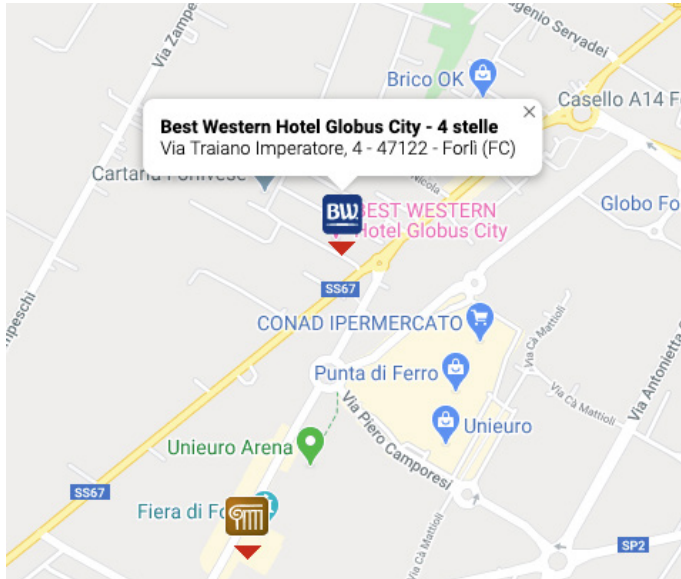 Eugenio Servadei
Via Zampe
Brico OK
Casello A14 F
Best Western Hotel Globus City - 4 stelle
Via Traiano Imperatore, 4 - 47122 - Forlì (FC)
Nicola
BW
BEST WESTERN
Hotel Globus City
Globo Fo
SS67
CONAD IPERMERCATO
Via Cà Mattioli
mpeschi
Punta di Ferro
Via Cà Mattioli
Via Antonietta
Via Piero Camporesi
Unieuro
Unieuro Arena
SS67
Fiera di Fo
SP2